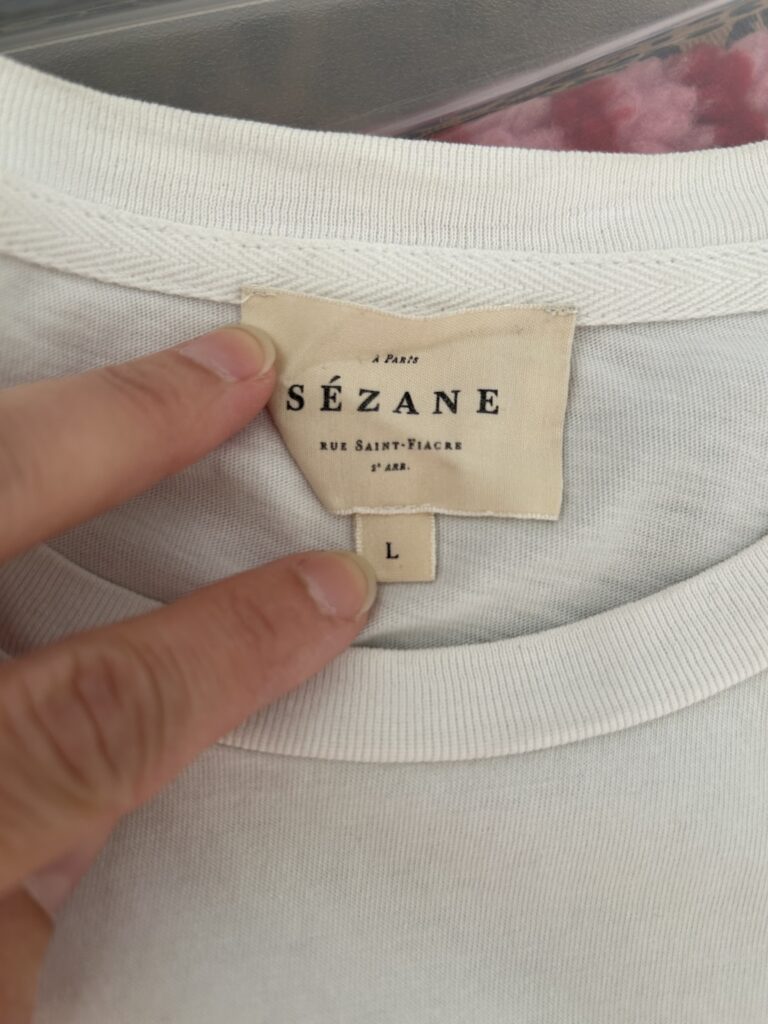 À PARIS
SÉZANE
RUE SAINT-FIACRE
2ᵉ ARR.
L